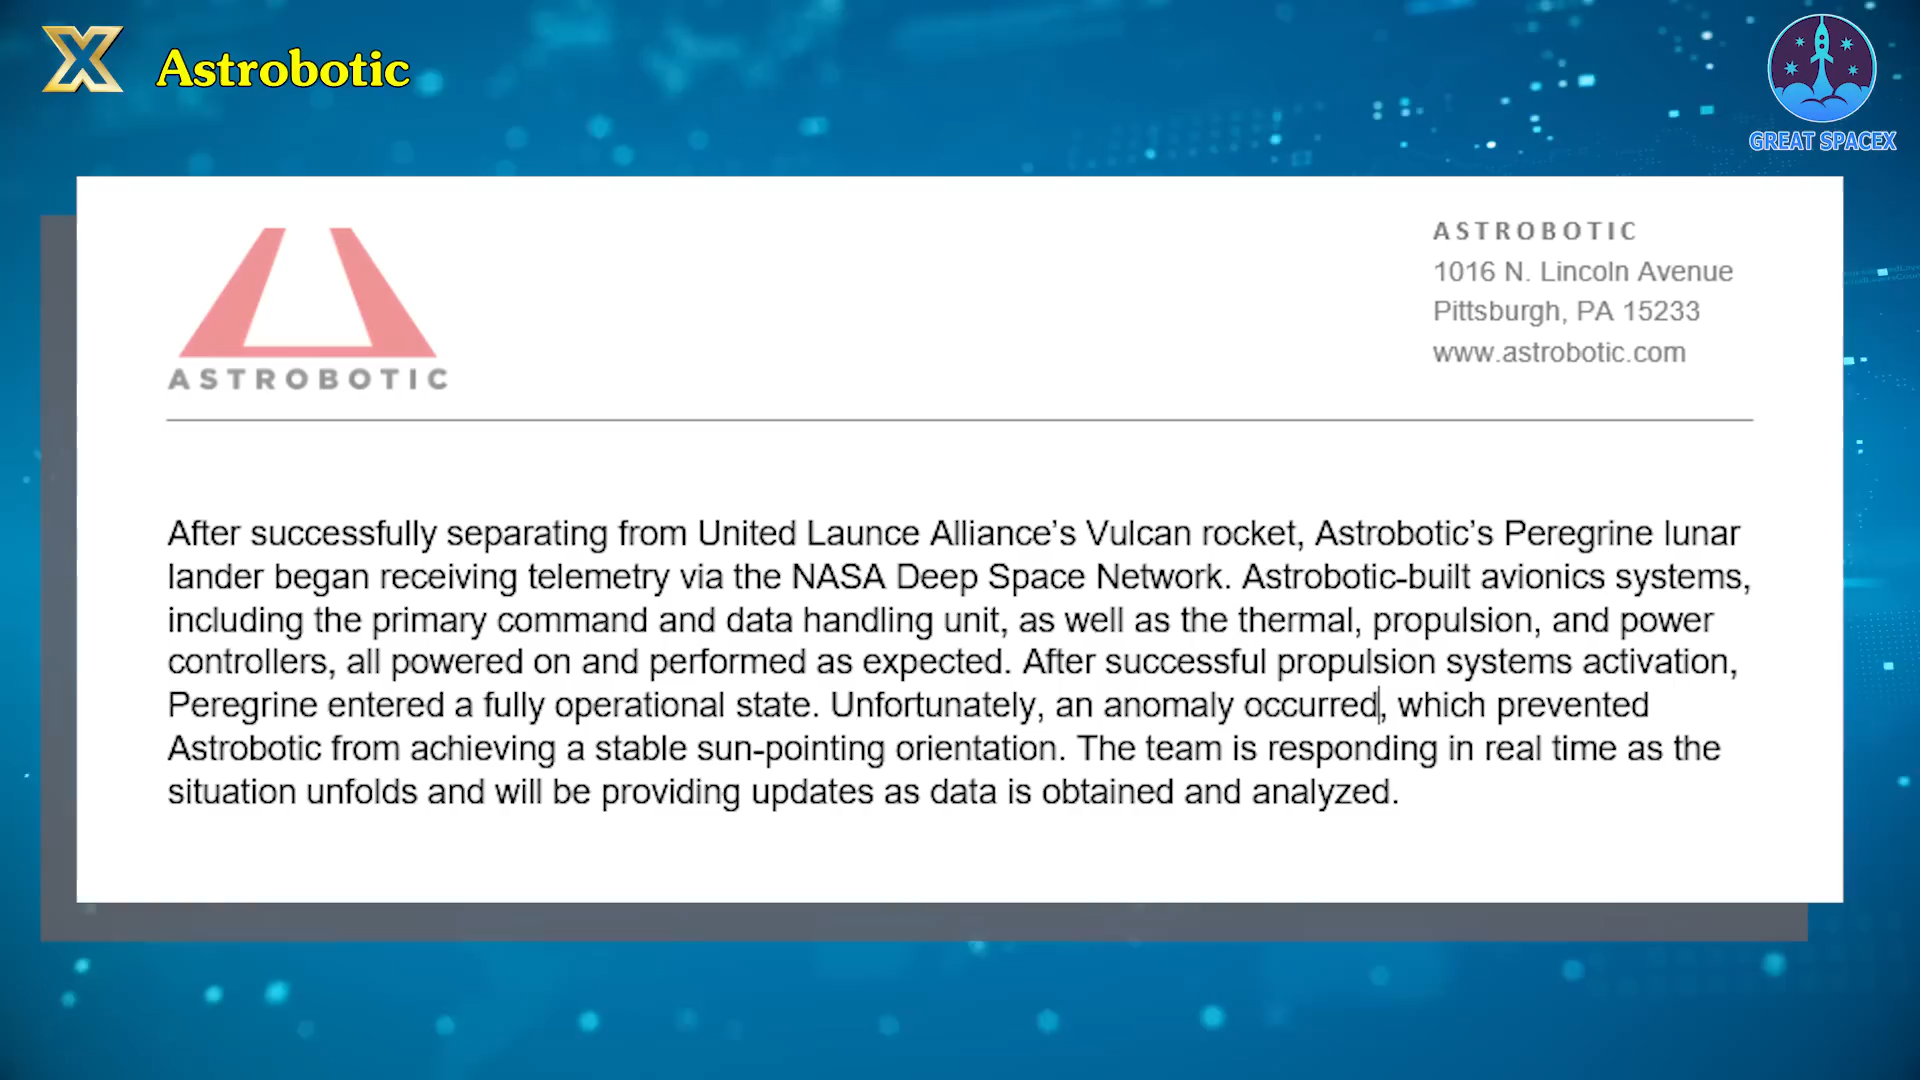 X Astrobotic
GREAT SPACEX
ASTROBOTIC
ASTROBOTIC
1016 N. Lincoln Avenue
Pittsburgh, PA 15233
www.astrobotic.com
After successfully separating from United Launce Alliance’s Vulcan rocket, Astrobotic’s Peregrine lunar
lander began receiving telemetry via the NASA Deep Space Network. Astrobotic-built avionics systems,
including the primary command and data handling unit, as well as the thermal, propulsion, and power
controllers, all powered on and performed as expected. After successful propulsion systems activation,
Peregrine entered a fully operational state. Unfortunately, an anomaly occurred, which prevented
Astrobotic from achieving a stable sun-pointing orientation. The team is responding in real time as the
situation unfolds and will be providing updates as data is obtained and analyzed.